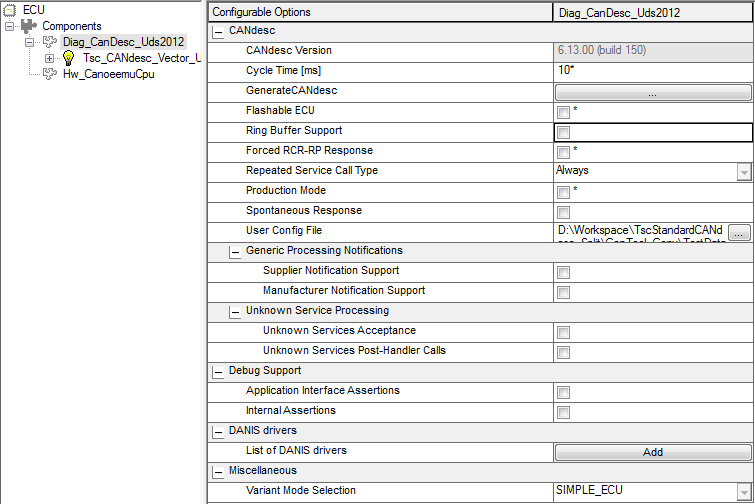 ECU
Components
Diag_CanDesc_Uds2012
Tsc_CANdesc_Vector_U
Hw_CanoeemuCpu
Configurable Options Diag_CanDesc_Uds2012
CANdesc
CANdesc Version 6.13.00 (build 150)
Cycle Time [ms] 10*
GenerateCANdesc ...
Flashable ECU *
Ring Buffer Support
Forced RCR-RP Response *
Repeated Service Call Type Always
Production Mode *
Spontaneous Response
User Config File D:\Workspace\TscStandardCANd ...
Generic Processing Notifications
Supplier Notification Support
Manufacturer Notification Support
Unknown Service Processing
Unknown Services Acceptance
Unknown Services Post-Handler Calls
Debug Support
Application Interface Assertions
Internal Assertions
DANIS drivers
List of DANIS drivers Add
Miscellaneous
Variant Mode Selection SIMPLE_ECU